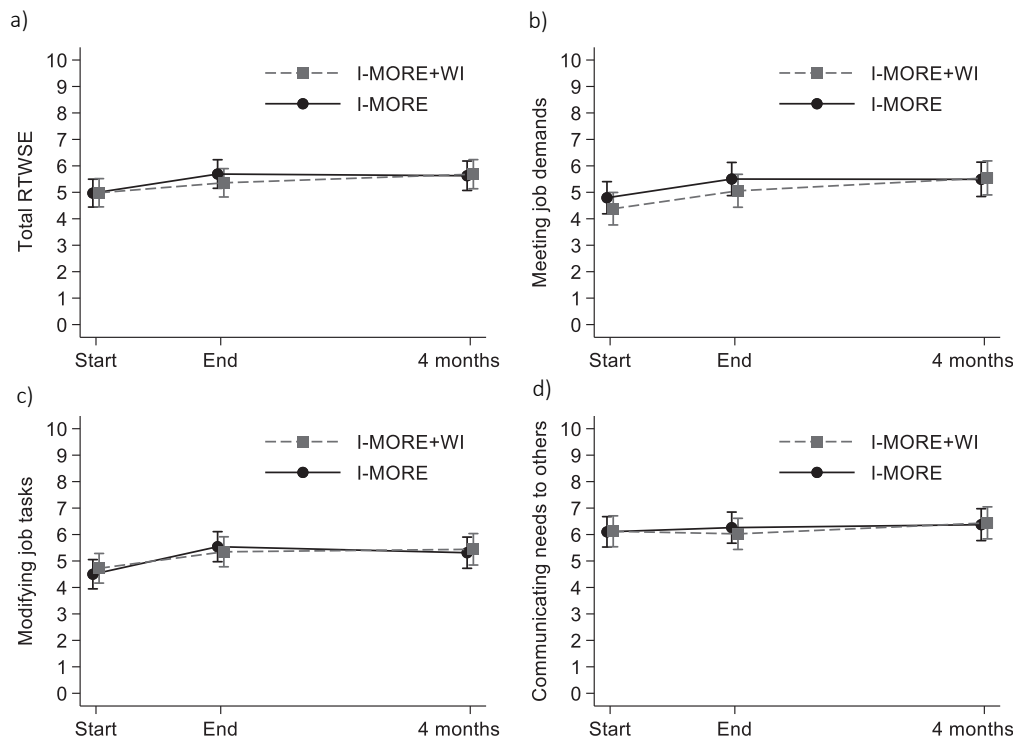 a)
Total RTWSE
10
9
8
7
6
5
4
3
2
1
0
I-MORE+WI
I-MORE
Start End 4 months
b)
Meeting job demands
10
9
8
7
6
5
4
3
2
1
0
I-MORE+WI
I-MORE
Start End 4 months
c)
Modifying job tasks
10
9
8
7
6
5
4
3
2
1
0
I-MORE+WI
I-MORE
Start End 4 months
d)
Communicating needs to others
10
9
8
7
6
5
4
3
2
1
0
I-MORE+WI
I-MORE
Start End 4 months